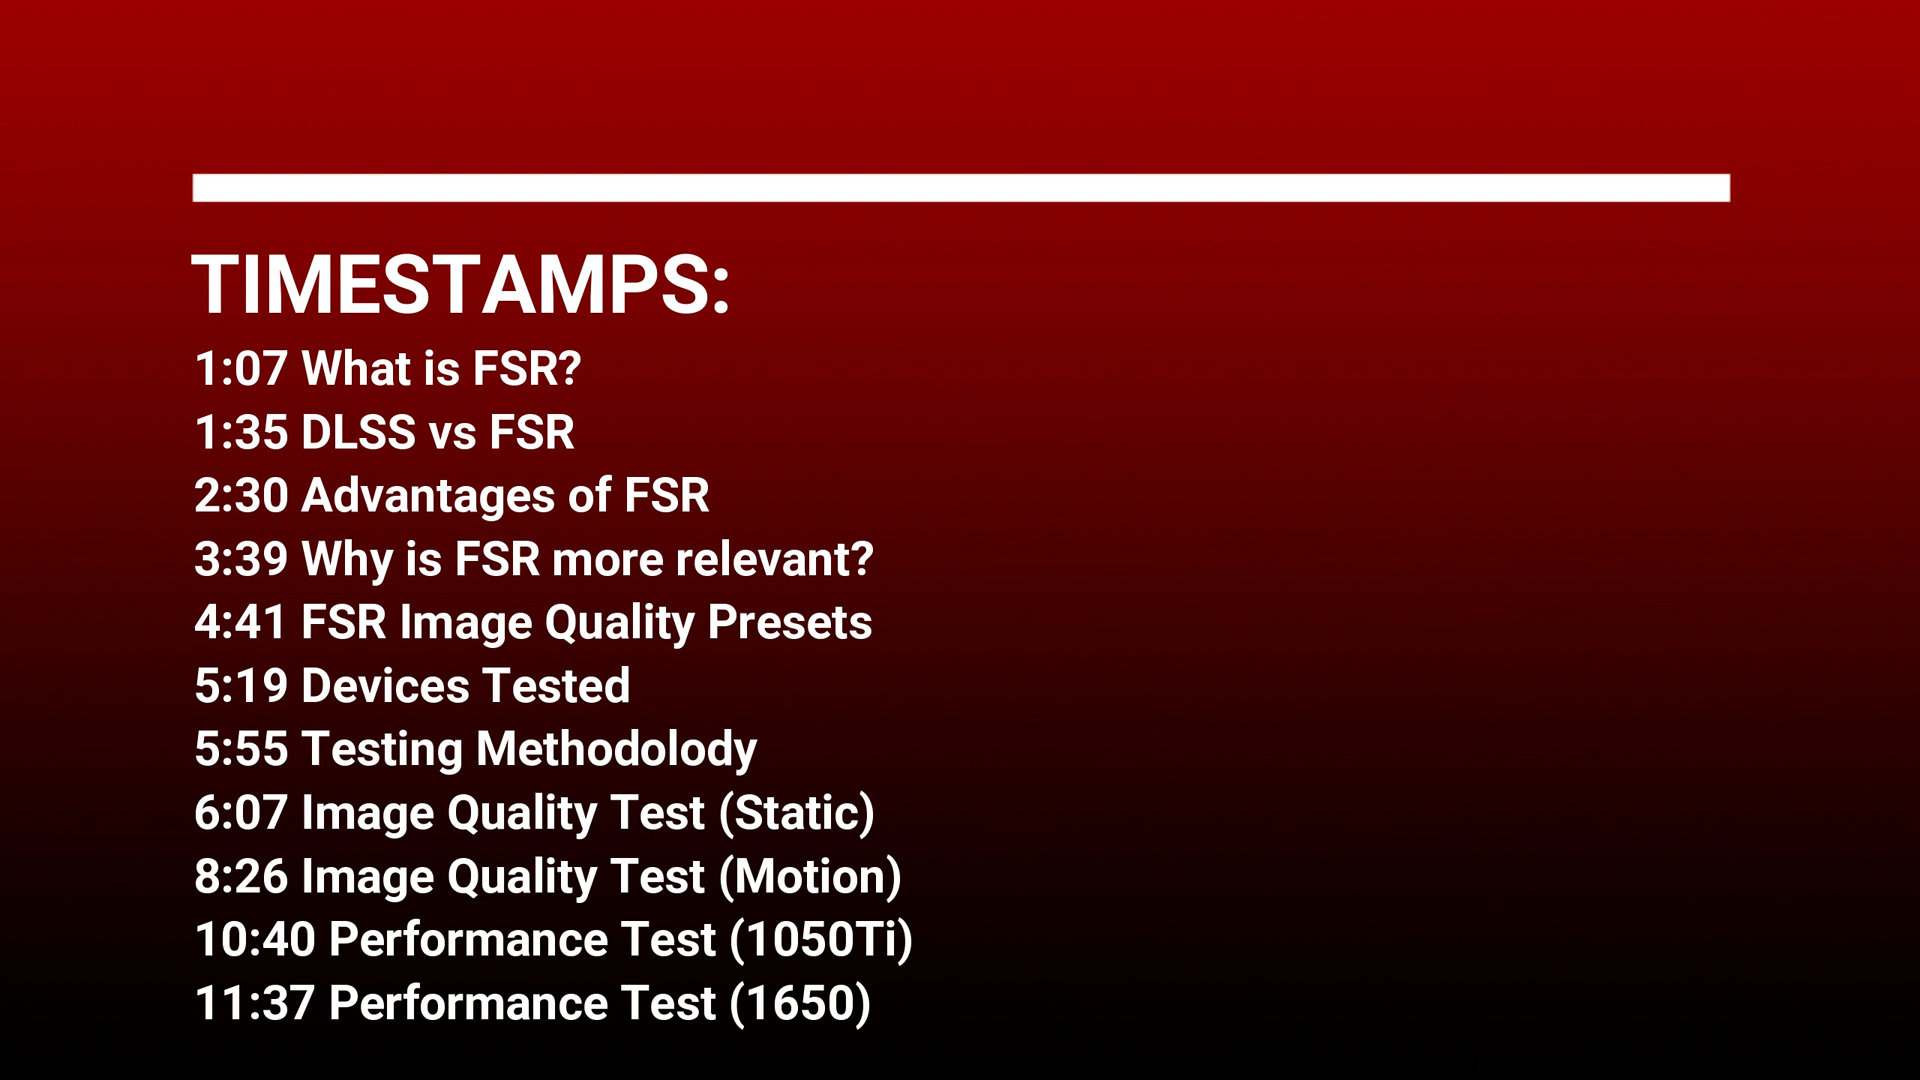 TIMESTAMPS:
1:07 What is FSR?
1:35 DLSS vs FSR
2:30 Advantages of FSR
3:39 Why is FSR more relevant?
4:41 FSR Image Quality Presets
5:19 Devices Tested
5:55 Testing Methodolody
6:07 Image Quality Test (Static)
8:26 Image Quality Test (Motion)
10:40 Performance Test (1050Ti)
11:37 Performance Test (1650)